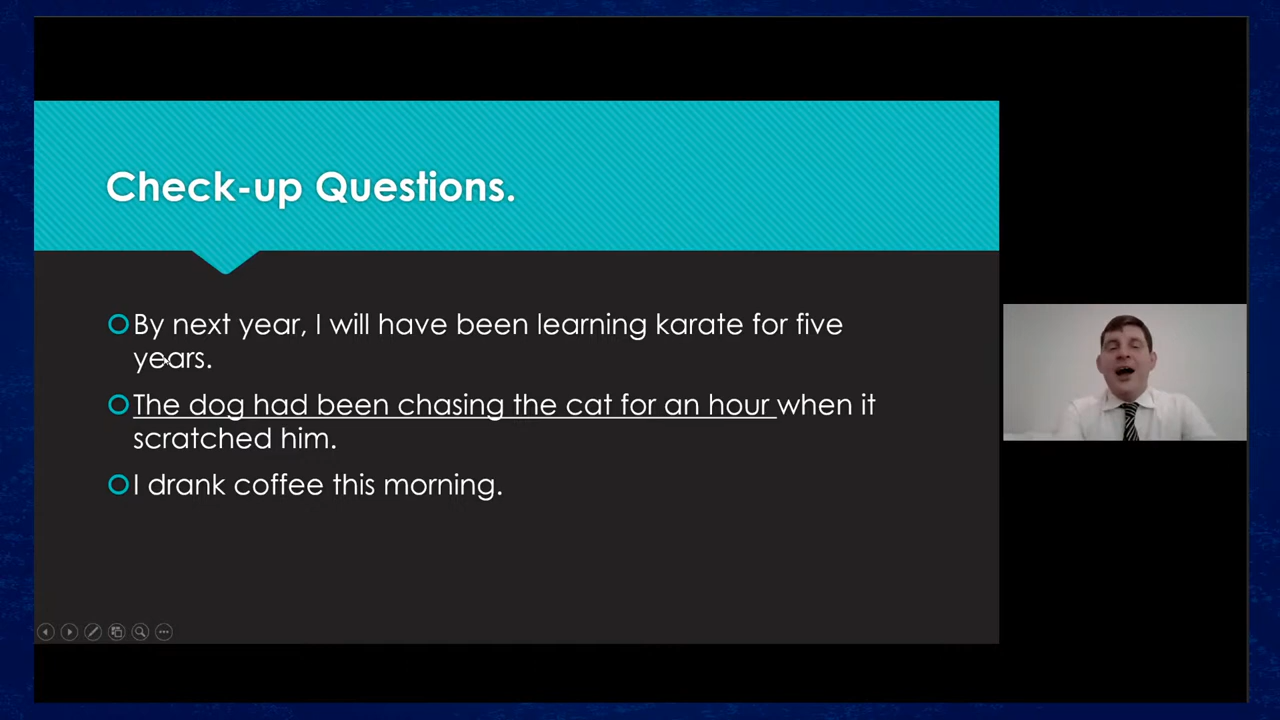 Check-up Questions.
By next year, I will have been learning karate for five
years.
The dog had been chasing the cat for an hour when it
scratched him.
I drank coffee this morning.